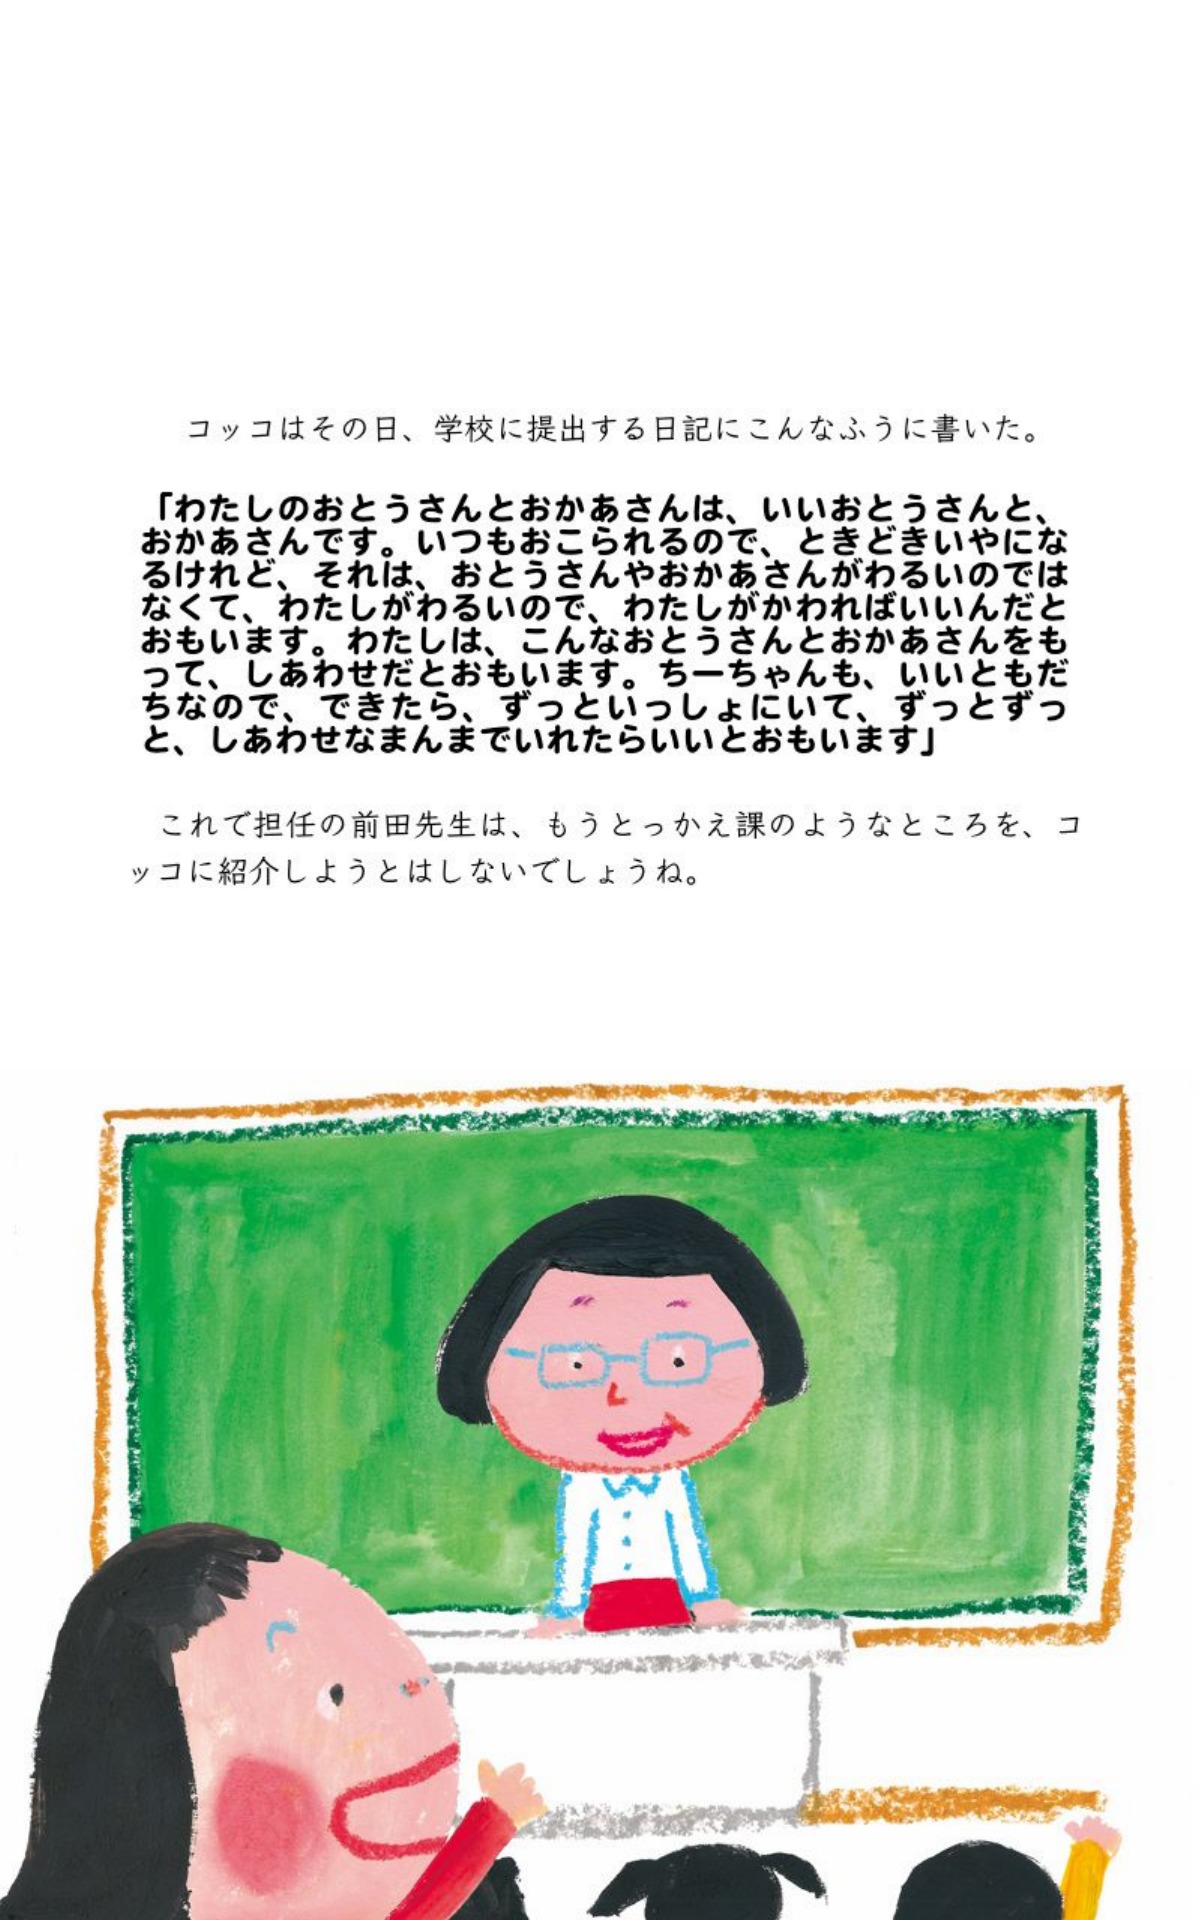 コッコはその日、学校に提出する日記にこんなふうに書いた。
「わたしのおとうさんとおかあさんは、いいおとうさんと、
おかあさんです。いつもおこられるので、ときどきいやにな
るけれど、それは、おとうさんやおかあさんがわるいのでは
なくて、わたしがわるいので、わたしがかわればいいんだと
おもいます。わたしは、こんなおとうさんとおかあさんをも
って、しあわせだとおもいます。ちーちゃんも、いいともだ
ちなので、できたら、ずっといっしょにいて、ずっとずっ
と、しあわせなまんまでいれたらいいとおもいます」
これで担任の前田先生は、もうとっかえ課のようなところを、コ
ッコに紹介しようとはしないでしょうね。